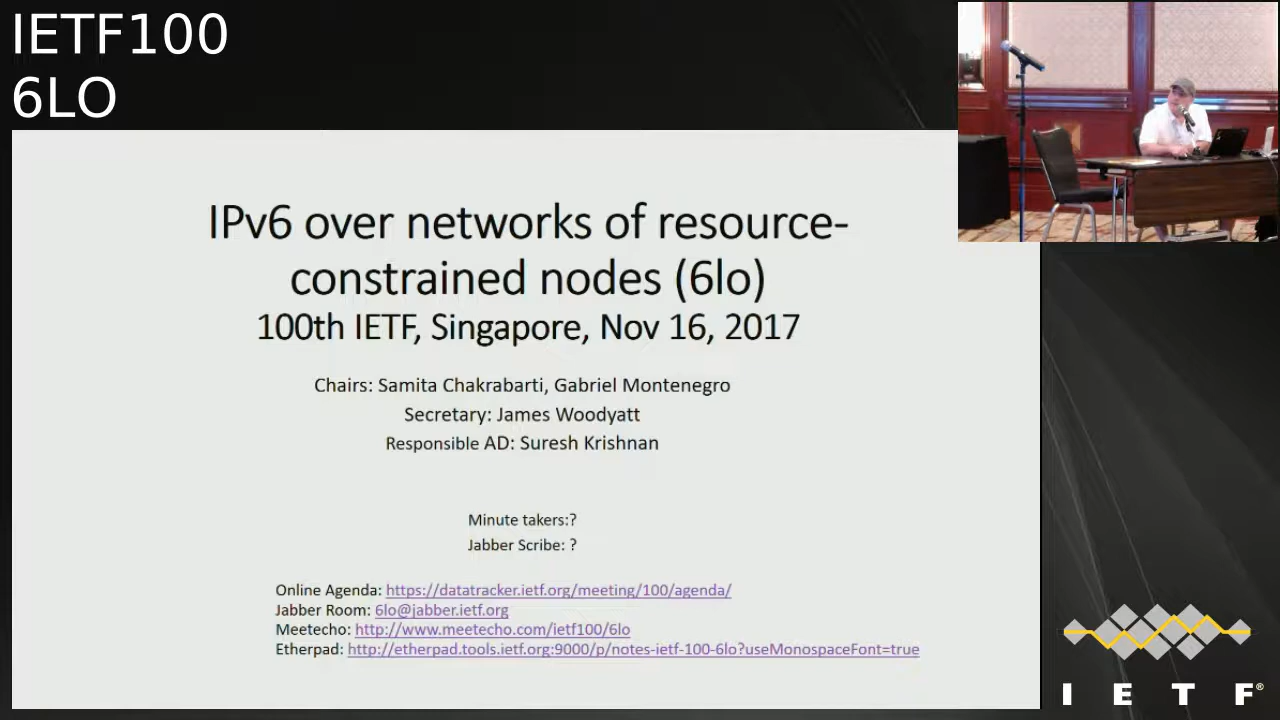 IETF100
6LO
IPv6 over networks of resource-
constrained nodes (6lo)
100th IETF, Singapore, Nov 16, 2017
Chairs: Samita Chakrabarti, Gabriel Montenegro
Secretary: James Woodyatt
Responsible AD: Suresh Krishnan
Minute takers:?
Jabber Scribe: ?
Online Agenda: https://datatracker.ietf.org/meeting/100/agenda/
Jabber Room: 6lo@jabber.ietf.org
Meetecho: http://www.meetecho.com/ietf100/6lo
Etherpad: http://etherpad.tools.ietf.org:9000/p/notes-ietf-100-6lo?useMonospaceFont=true
I E T F®